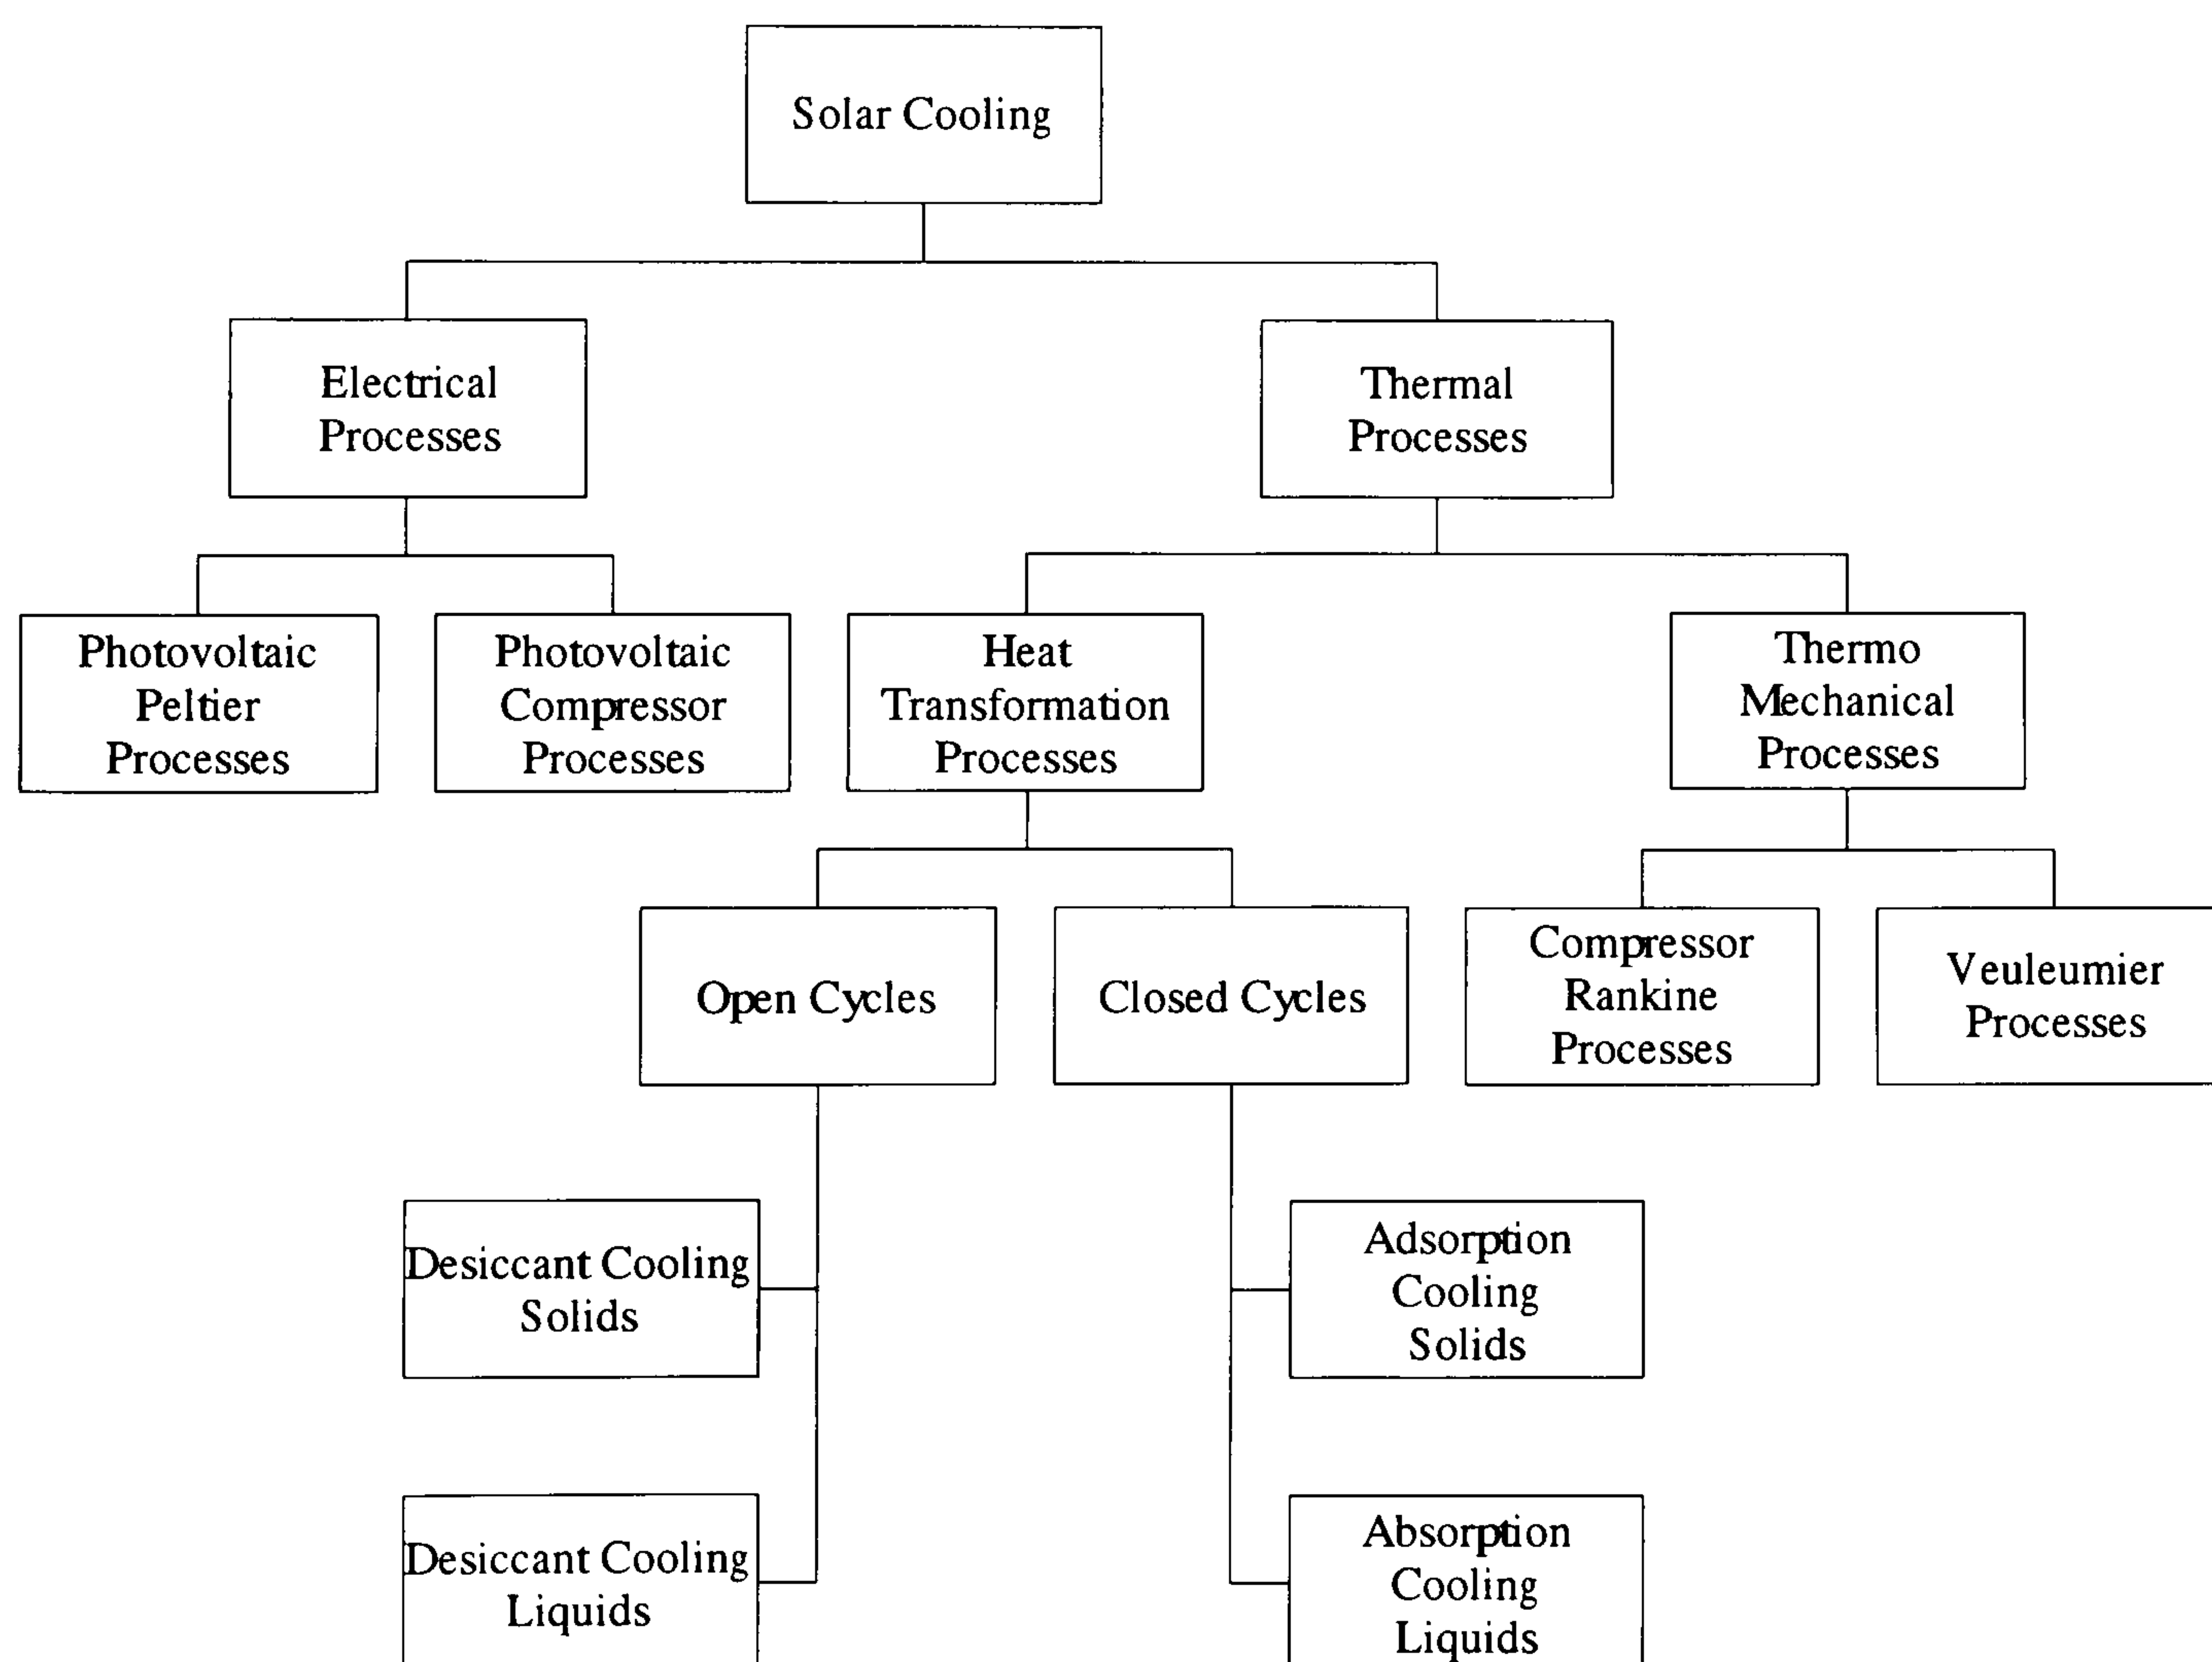 Solar Cooling
Electrical
Processes
Thermal
Processes
Photovoltaic
Peltier
Processes
Photovoltaic
Compressor
Processes
Heat
Transformation
Processes
Thermo
Mechanical
Processes
Open Cycles
Closed Cycles
Compressor
Rankine
Processes
Veuleumier
Processes
Desiccant Cooling
Solids
Adsorption
Cooling
Solids
Desiccant Cooling
Liquids
Absorption
Cooling
Liquids